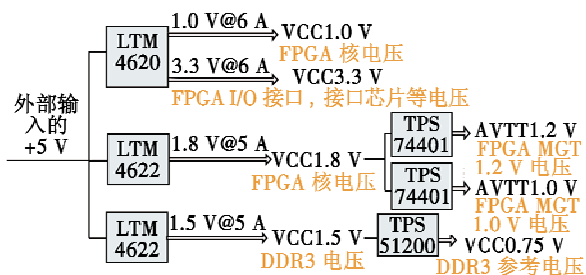 外部输
入的
+5 V
LTM
4620
1.0 V@6 A
VCC1.0 V
FPGA 核电压
3.3 V@6 A
VCC3.3 V
FPGA I/O 接口，接口芯片等电压
LTM
4622
1.8 V@5 A
VCC1.8 V
FPGA 核电压
TPS
74401
AVTT1.2 V
FPGA MGT
1.2 V 电压
TPS
74401
AVTT1.0 V
FPGA MGT
1.0 V 电压
LTM
4622
1.5 V@5 A
VCC1.5 V
DDR3 电压
TPS
51200
VCC0.75 V
DDR3 参考电压